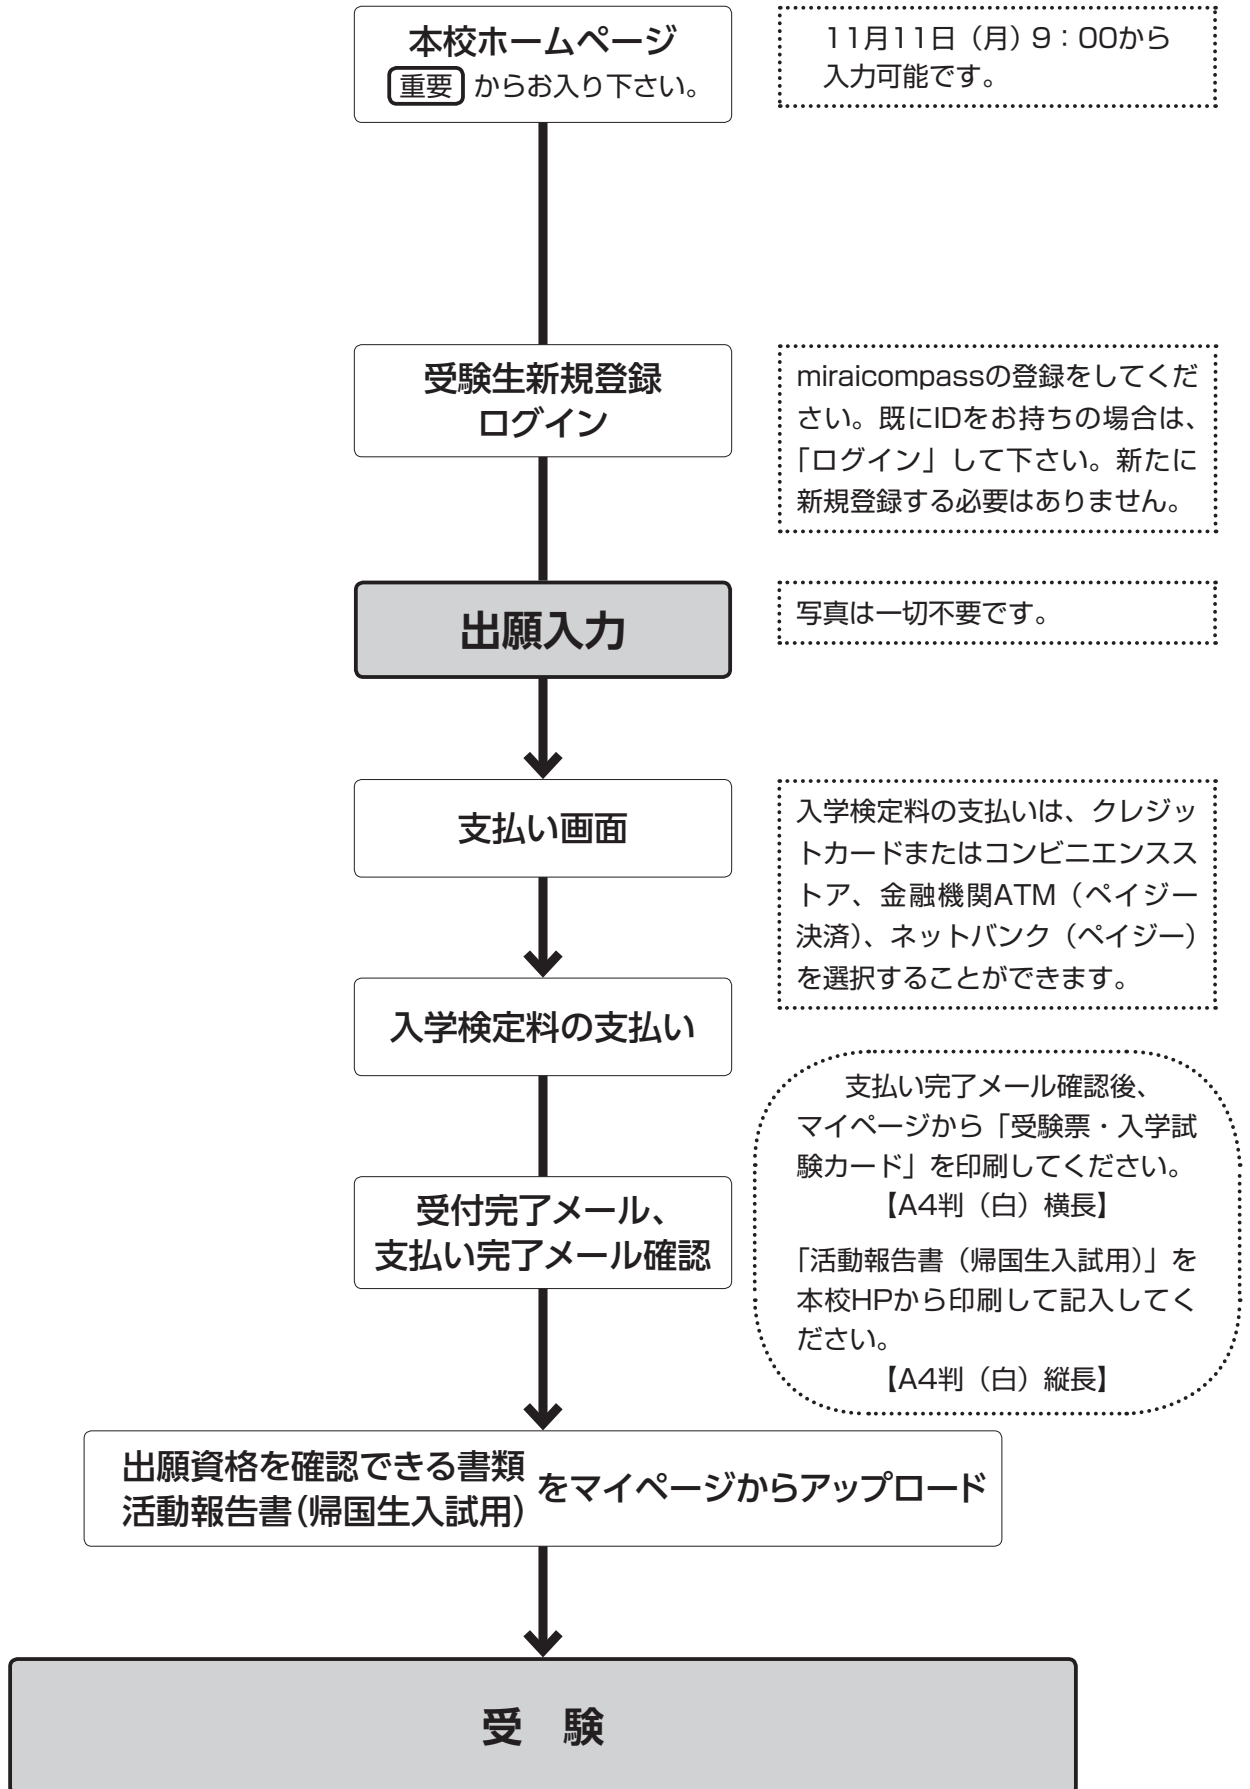 本校ホームページ
重要 からお入り下さい。
11月11日（月）9：00から
入力可能です。
受験生新規登録
ログイン
miraicompassの登録をしてくだ
さい。既にIDをお持ちの場合は、
「ログイン」して下さい。新たに
新規登録する必要はありません。
出願入力
写真は一切不要です。
支払い画面
入学検定料の支払いは、クレジッ
トカードまたはコンビニエンスス
トア、金融機関ATM（ペイジー
決済）、ネットバンク（ペイジー）
を選択することができます。
入学検定料の支払い
支払い完了メール確認後、
マイページから「受験票・入学試
験カード」を印刷してください。
【A4判（白）横長】
「活動報告書（帰国生入試用）」を
本校HPから印刷して記入してく
ださい。
【A4判（白）縦長】
受付完了メール、
支払い完了メール確認
出願資格を確認できる書類
活動報告書（帰国生入試用）
をマイページからアップロード
受　験